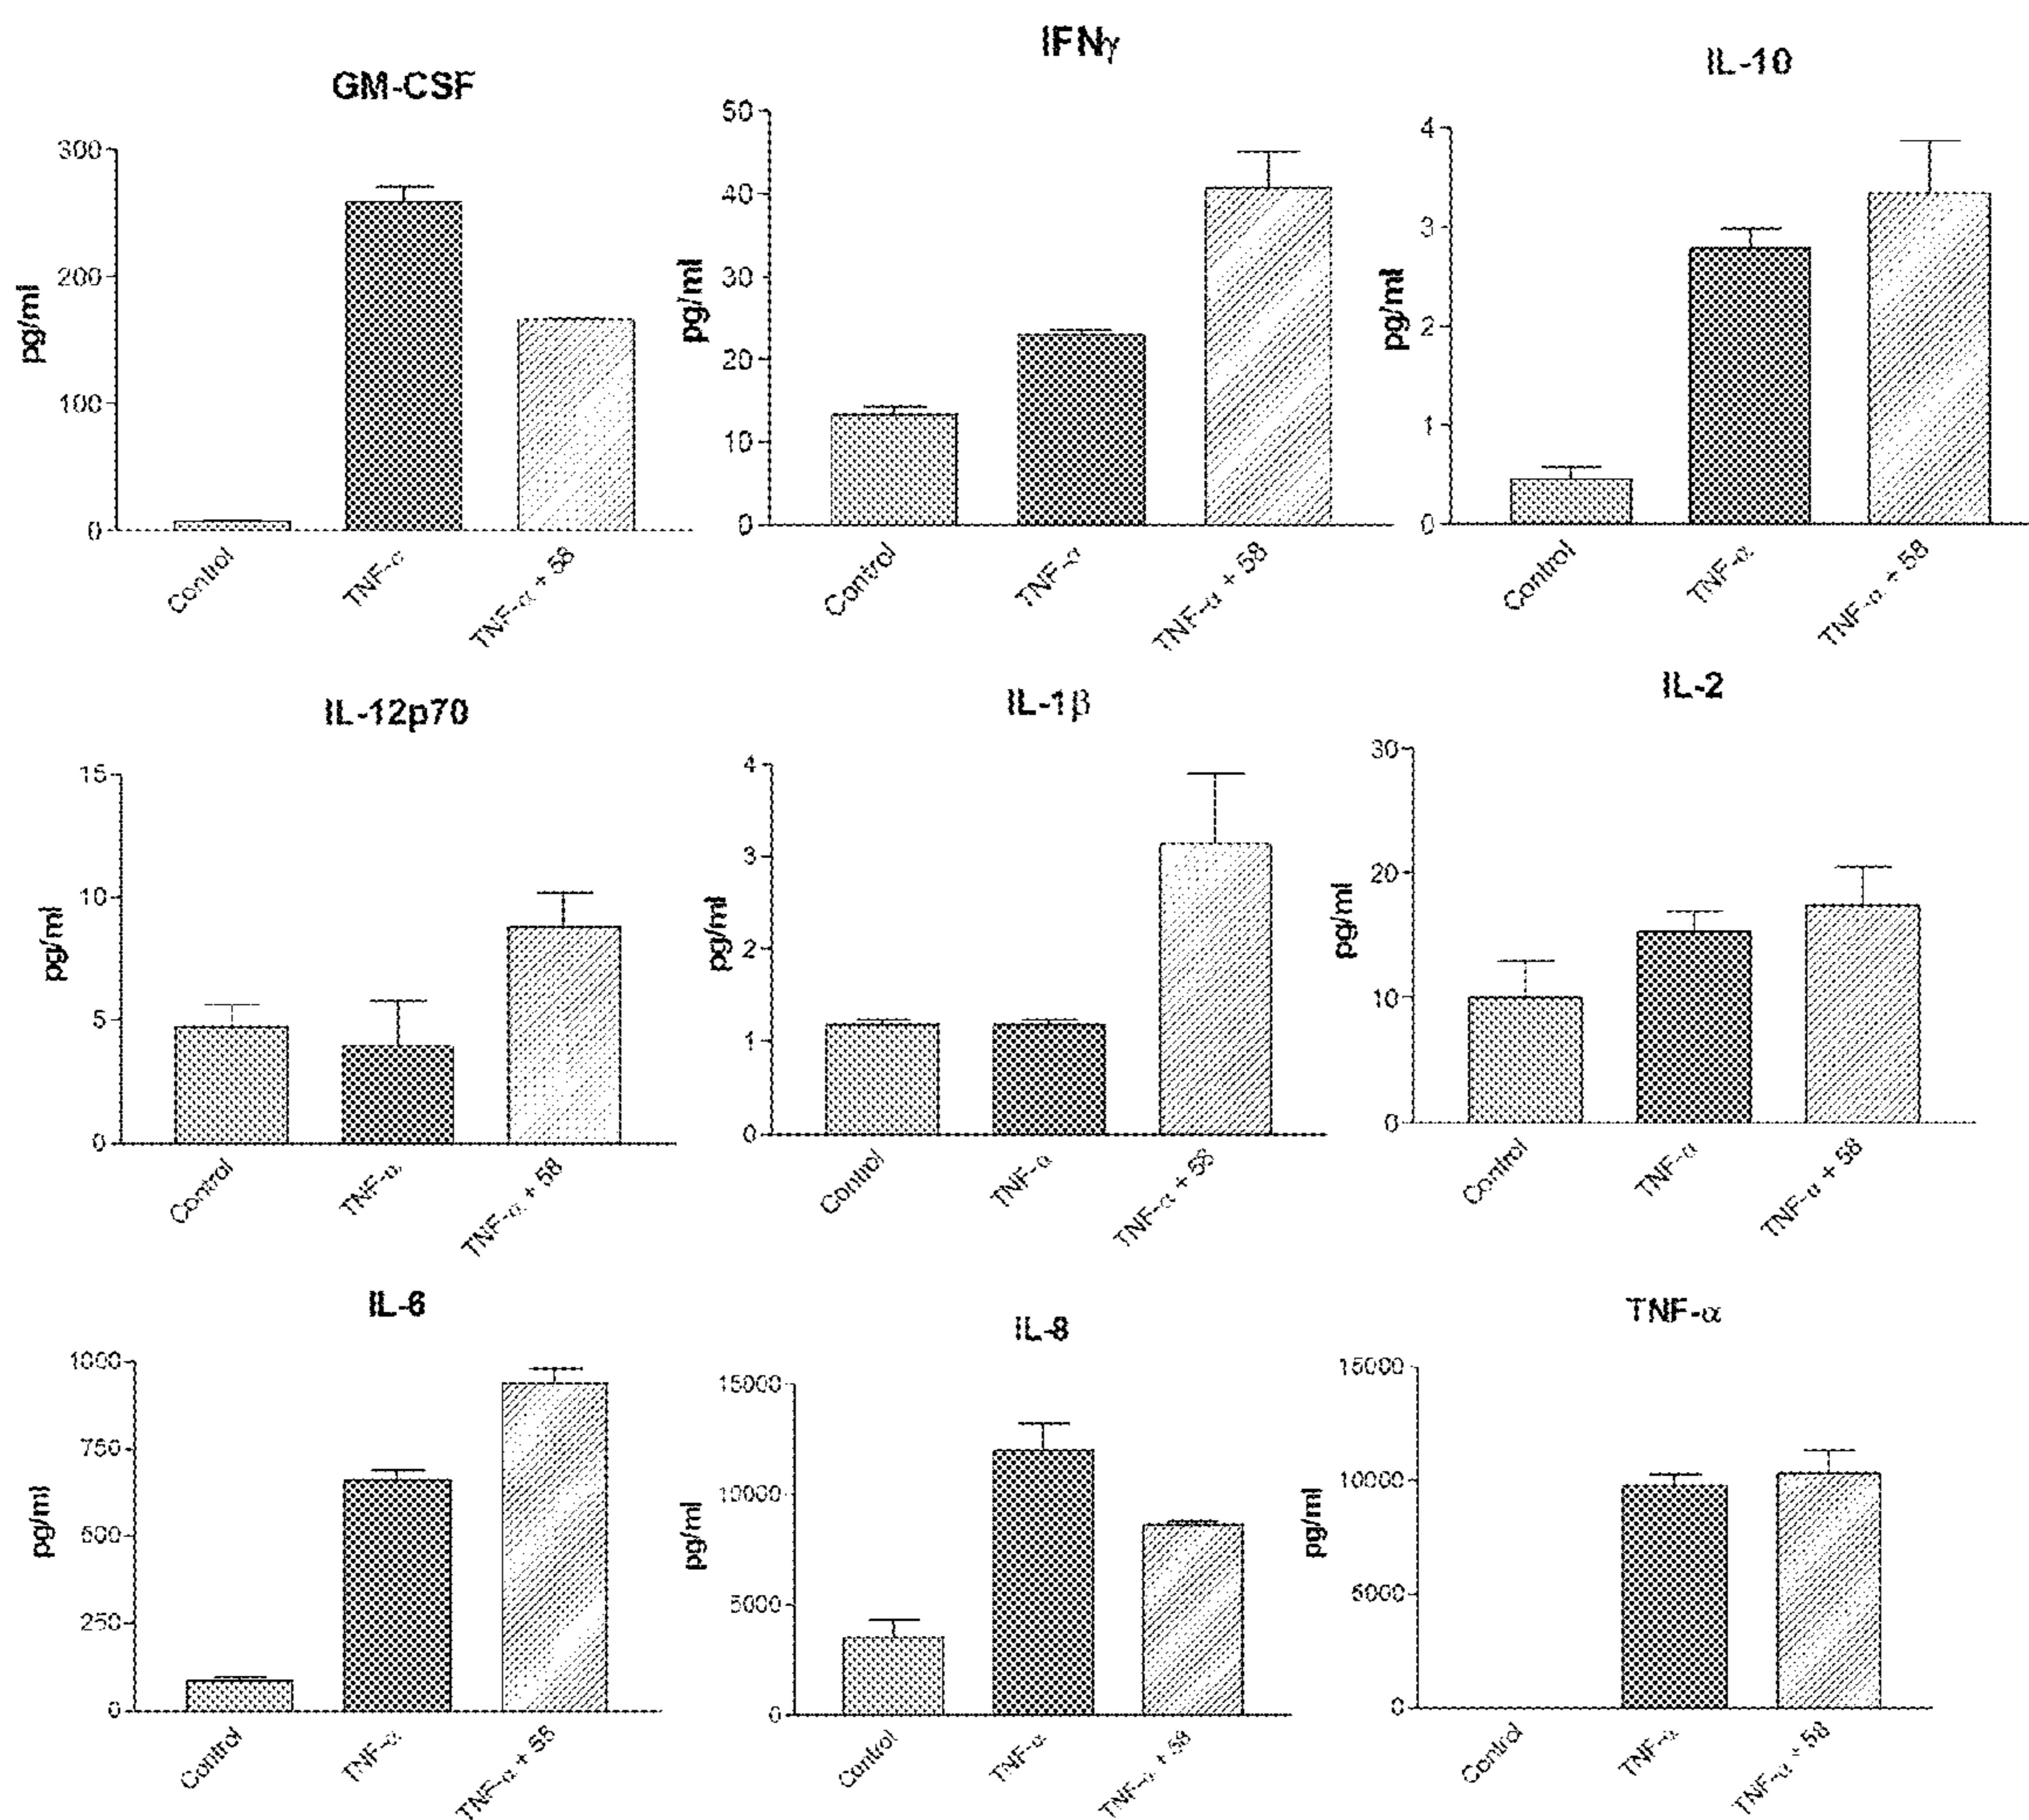 GM-CSF
pg/ml
300
200
100
0
Control
TNF-α
TNF-α + 58
IFNγ
pg/ml
50
40
30
20
10
0
Control
TNF-α
TNF-α + 58
IL-10
pg/ml
4
3
2
1
0
Control
TNF-α
TNF-α + 58
IL-12p70
pg/ml
15
10
5
0
Control
TNF-α
TNF-α + 58
IL-1β
pg/ml
4
3
2
1
0
Control
TNF-α
TNF-α + 58
IL-2
pg/ml
30
20
10
0
Control
TNF-α
TNF-α + 58
IL-6
pg/ml
1000
750
500
250
0
Control
TNF-α
TNF-α + 58
IL-8
pg/ml
15000
10000
5000
0
Control
TNF-α
TNF-α + 58
TNF-α
pg/ml
15000
10000
5000
0
Control
TNF-α
TNF-α + 58